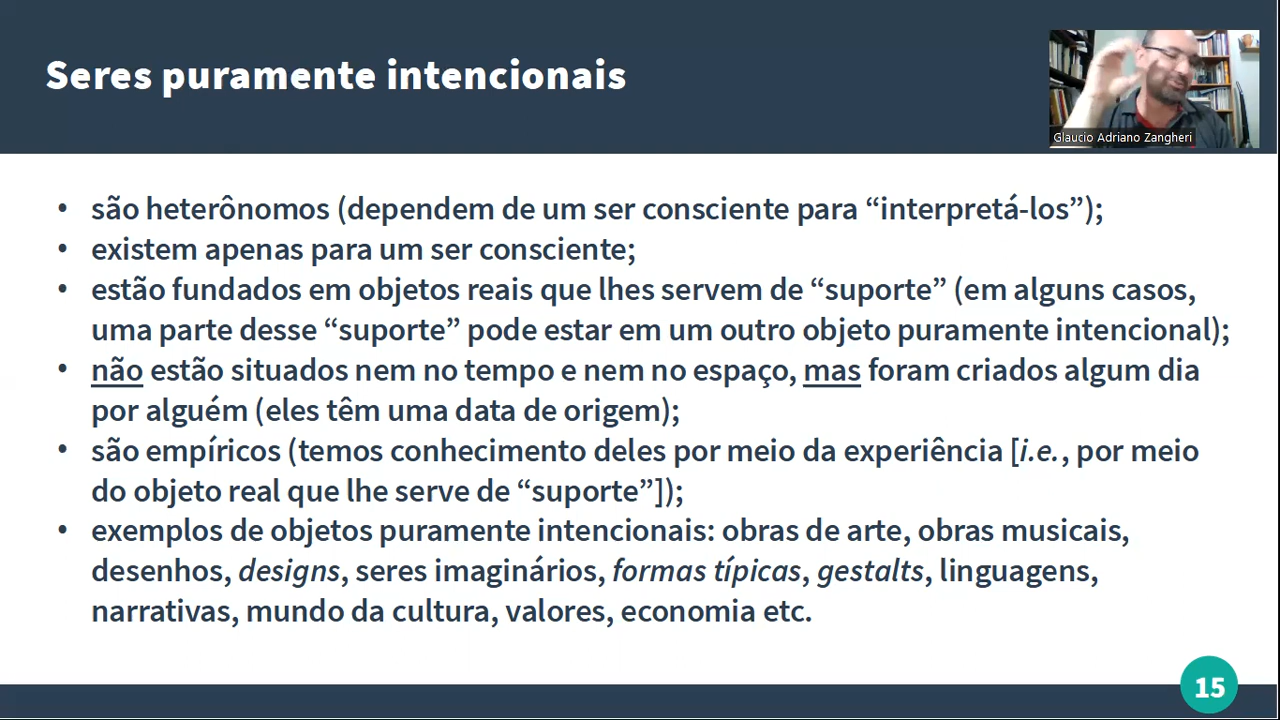 Seres puramente intencionais
Glaucio Adriano Zangheri
• são heterônomos (dependem de um ser consciente para “interpretá-los”);
• existem apenas para um ser consciente;
• estão fundados em objetos reais que lhes servem de “suporte” (em alguns casos,
uma parte desse “suporte” pode estar em um outro objeto puramente intencional);
• não estão situados nem no tempo e nem no espaço, mas foram criados algum dia
por alguém (eles têm uma data de origem);
• são empíricos (temos conhecimento deles por meio da experiência [i.e., por meio
do objeto real que lhe serve de “suporte”]);
• exemplos de objetos puramente intencionais: obras de arte, obras musicais,
desenhos, designs, seres imaginários, formas típicas, gestalts, linguagens,
narrativas, mundo da cultura, valores, economia etc.
15